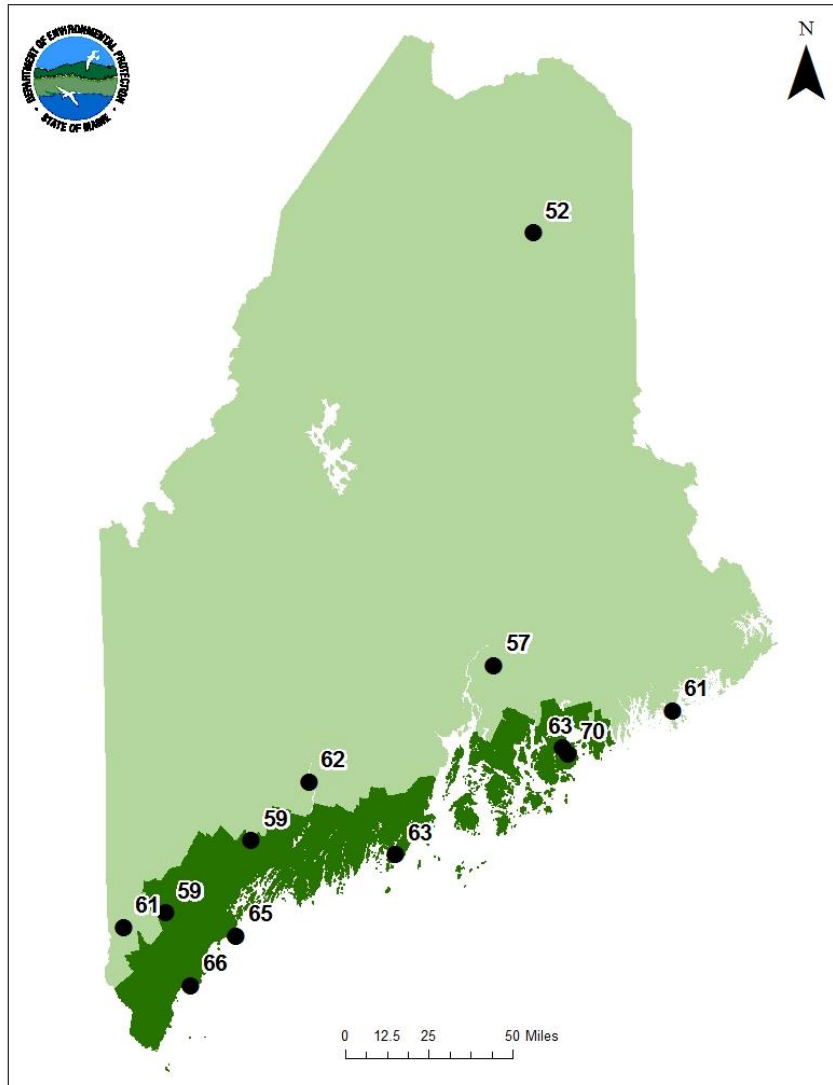 DEPARTMENT OF ENVIRONMENTAL PROTECTION
• STATE OF MAINE •
N
52
57
61
63 70
62
59
63
61 59
65
66
0 12.5 25 50 Miles